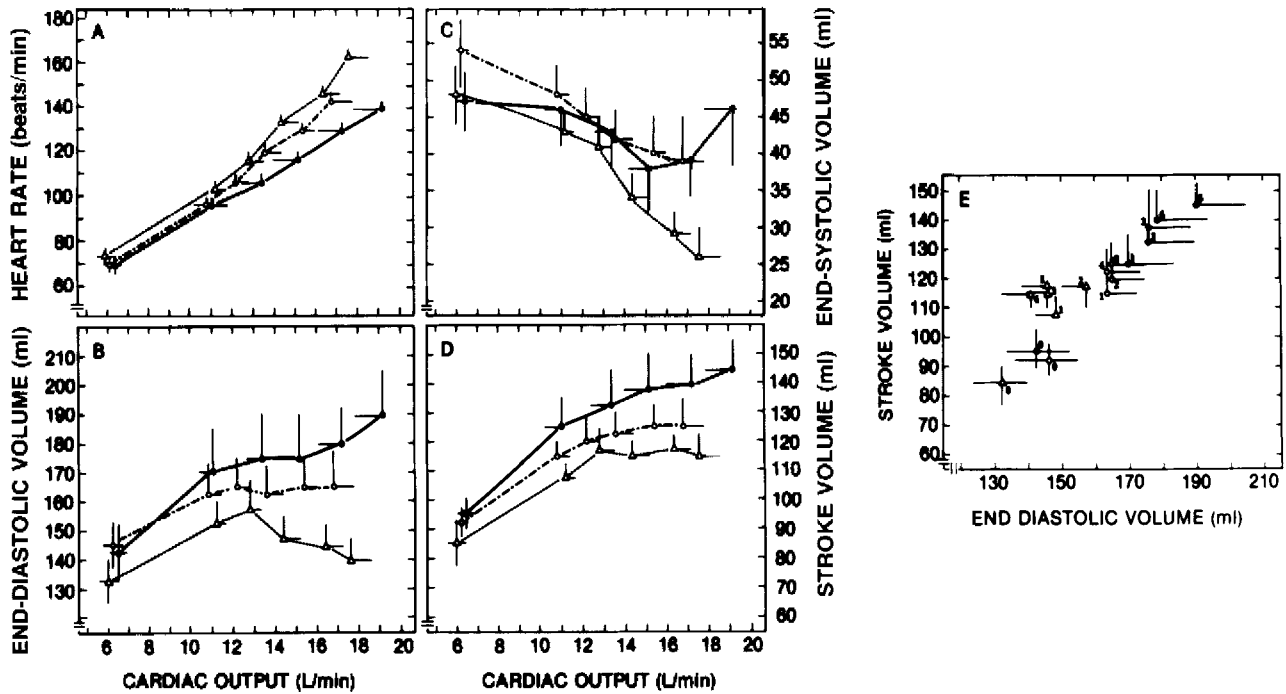 A
HEART RATE (beats/min)
180
160
140
120
100
80
60
C
END-SYSTOLIC VOLUME (ml)
55
50
45
40
35
30
25
20
B
END-DIASTOLIC VOLUME (ml)
210
200
190
180
170
160
150
140
130
6 8 10 12 14 16 18 20
CARDIAC OUTPUT (L/min)
D
STROKE VOLUME (ml)
150
140
130
120
110
100
90
80
70
60
6 8 10 12 14 16 18 20
CARDIAC OUTPUT (L/min)
E
STROKE VOLUME (ml)
150
140
130
120
110
100
90
80
70
60
130 150 170 190 210
END DIASTOLIC VOLUME (ml)